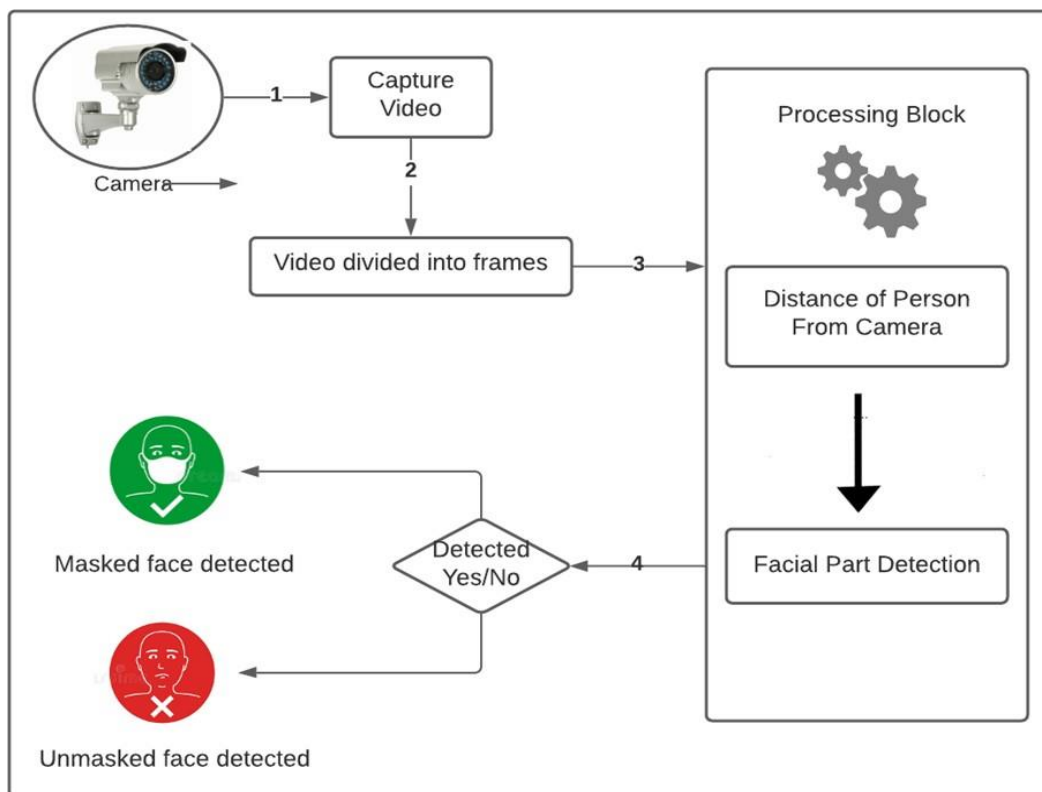 1
Capture
Video
Camera
2
Video divided into frames
3
Processing Block
Distance of Person
From Camera
Facial Part Detection
4
Detected
Yes/No
Masked face detected
Unmasked face detected